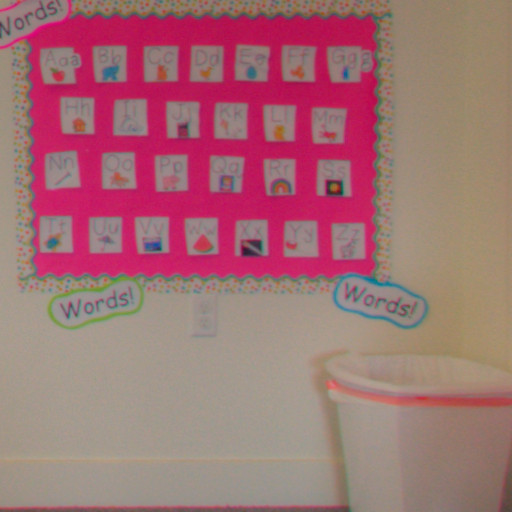 Words!
Aa Bb Cc Dd Ee Ff Gg
Hh Ii Jj Kk Ll Mm
Nn Oo Pp Qq Rr Ss
Tt Uu Vv Ww Xx Yy Zz
Words! Words!